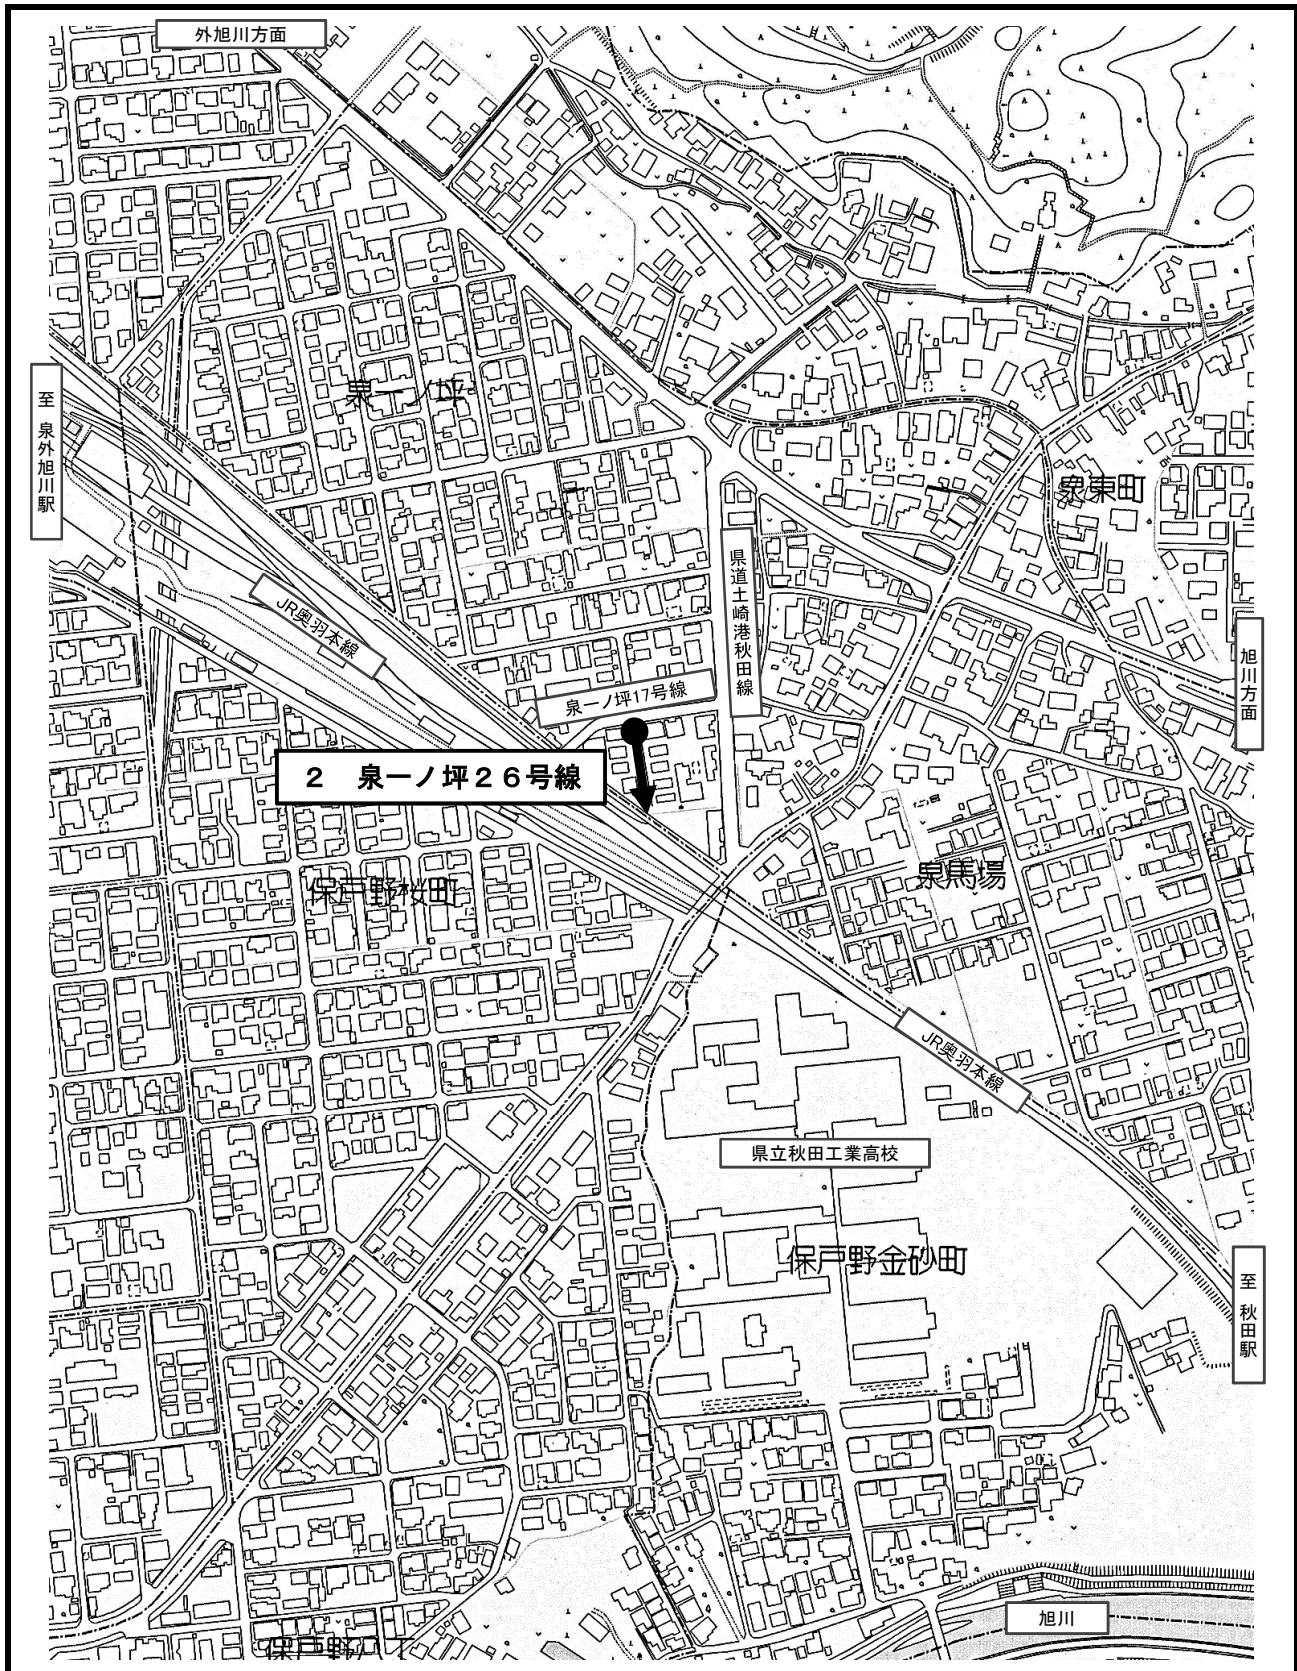 外旭川方面
至 泉外旭川駅
泉一ノ坪
泉東町
県道土崎港秋田線
JR奥羽本線
旭川方面
泉一ノ坪17号線
2 泉一ノ坪26号線
保戸野桜町
泉馬場
JR奥羽本線
県立秋田工業高校
保戸野金砂町
至 秋田駅
旭川